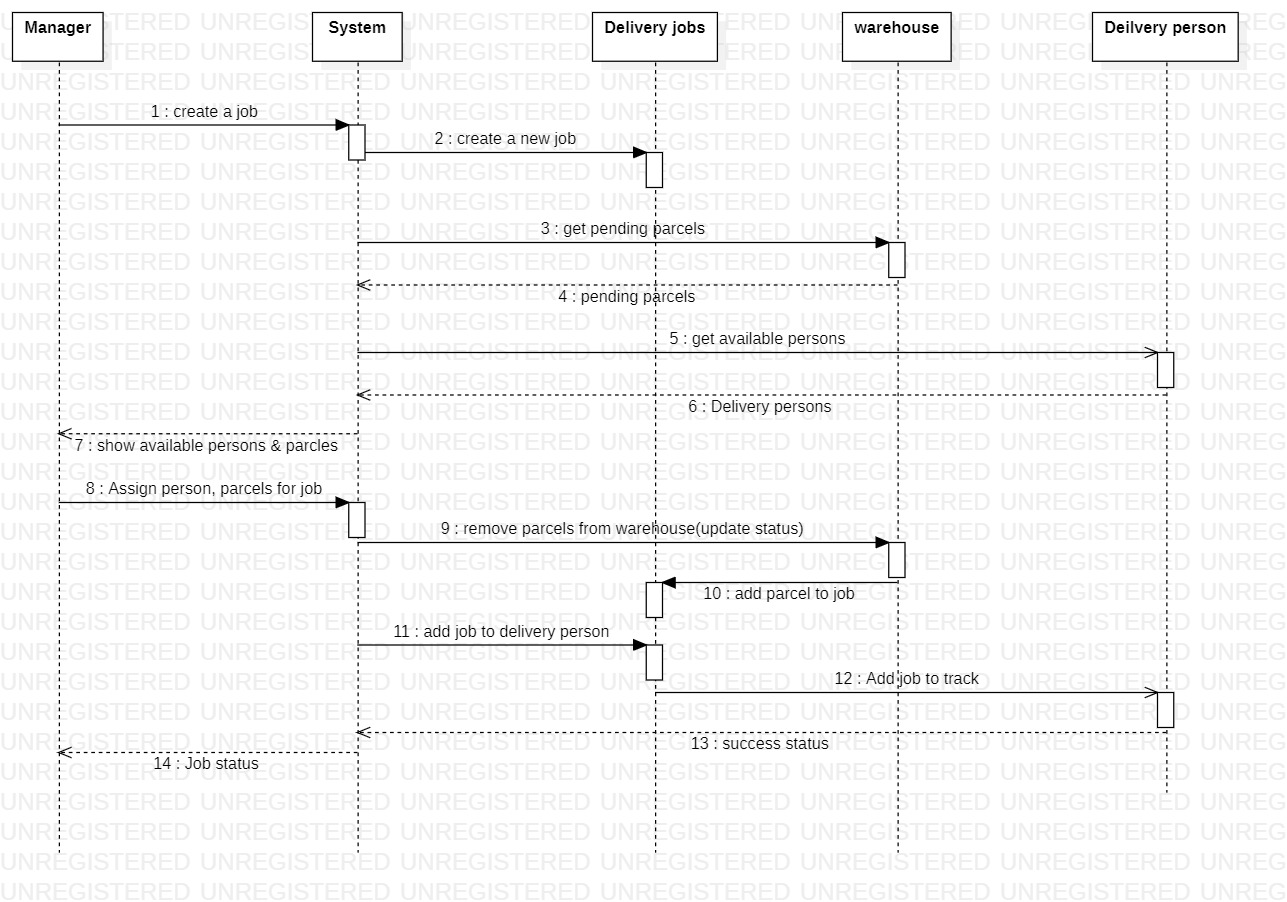 Manager
System
Delivery jobs
warehouse
Deilvery person
1 : create a job
2 : create a new job
3 : get pending parcels
4 : pending parcels
5 : get available persons
6 : Delivery persons
7 : show available persons & parcles
8 : Assign person, parcels for job
9 : remove parcels from warehouse(update status)
10 : add parcel to job
11 : add job to delivery person
12 : Add job to track
13 : success status
14 : Job status
UNREGISTERED